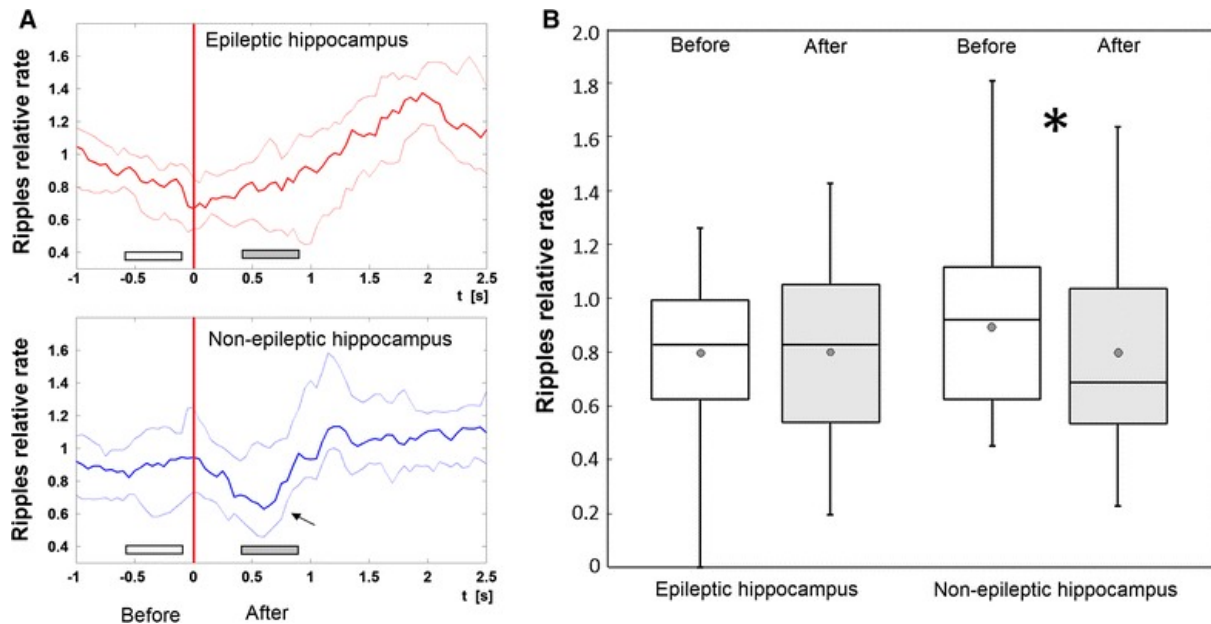 A
Epileptic hippocampus
Ripples relative rate
1.6
1.4
1.2
1
0.8
0.6
0.4
-1 -0.5 0 0.5 1 1.5 2 2.5
t [s]
Non-epileptic hippocampus
Ripples relative rate
1.6
1.4
1.2
1
0.8
0.6
0.4
-1 -0.5 0 0.5 1 1.5 2 2.5
t [s]
Before After
B
Before After Before After
*
Ripples relative rate
2.0
1.8
1.6
1.4
1.2
1.0
0.8
0.6
0.4
0.2
0
Epileptic hippocampus Non-epileptic hippocampus